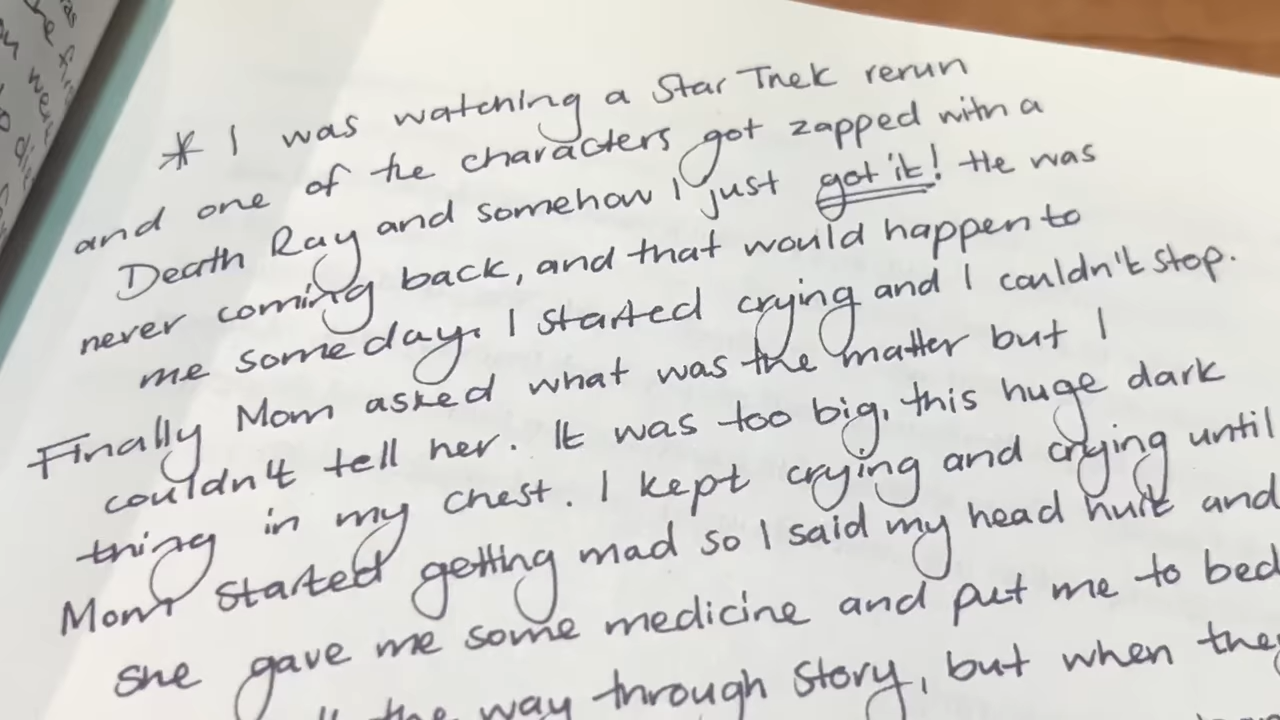 * I was watching a Star Trek rerun
and one of the characters got zapped with a
Death Ray and somehow I just got it! He was
never coming back, and that would happen to
me someday. I started crying and I couldn't stop.
Finally Mom asked what was the matter but I
couldn't tell her. It was too big, this huge dark
thing in my chest. I kept crying and crying until
Mom started getting mad so I said my head hurt and
she gave me some medicine and put me to bed
the way through story, but when they